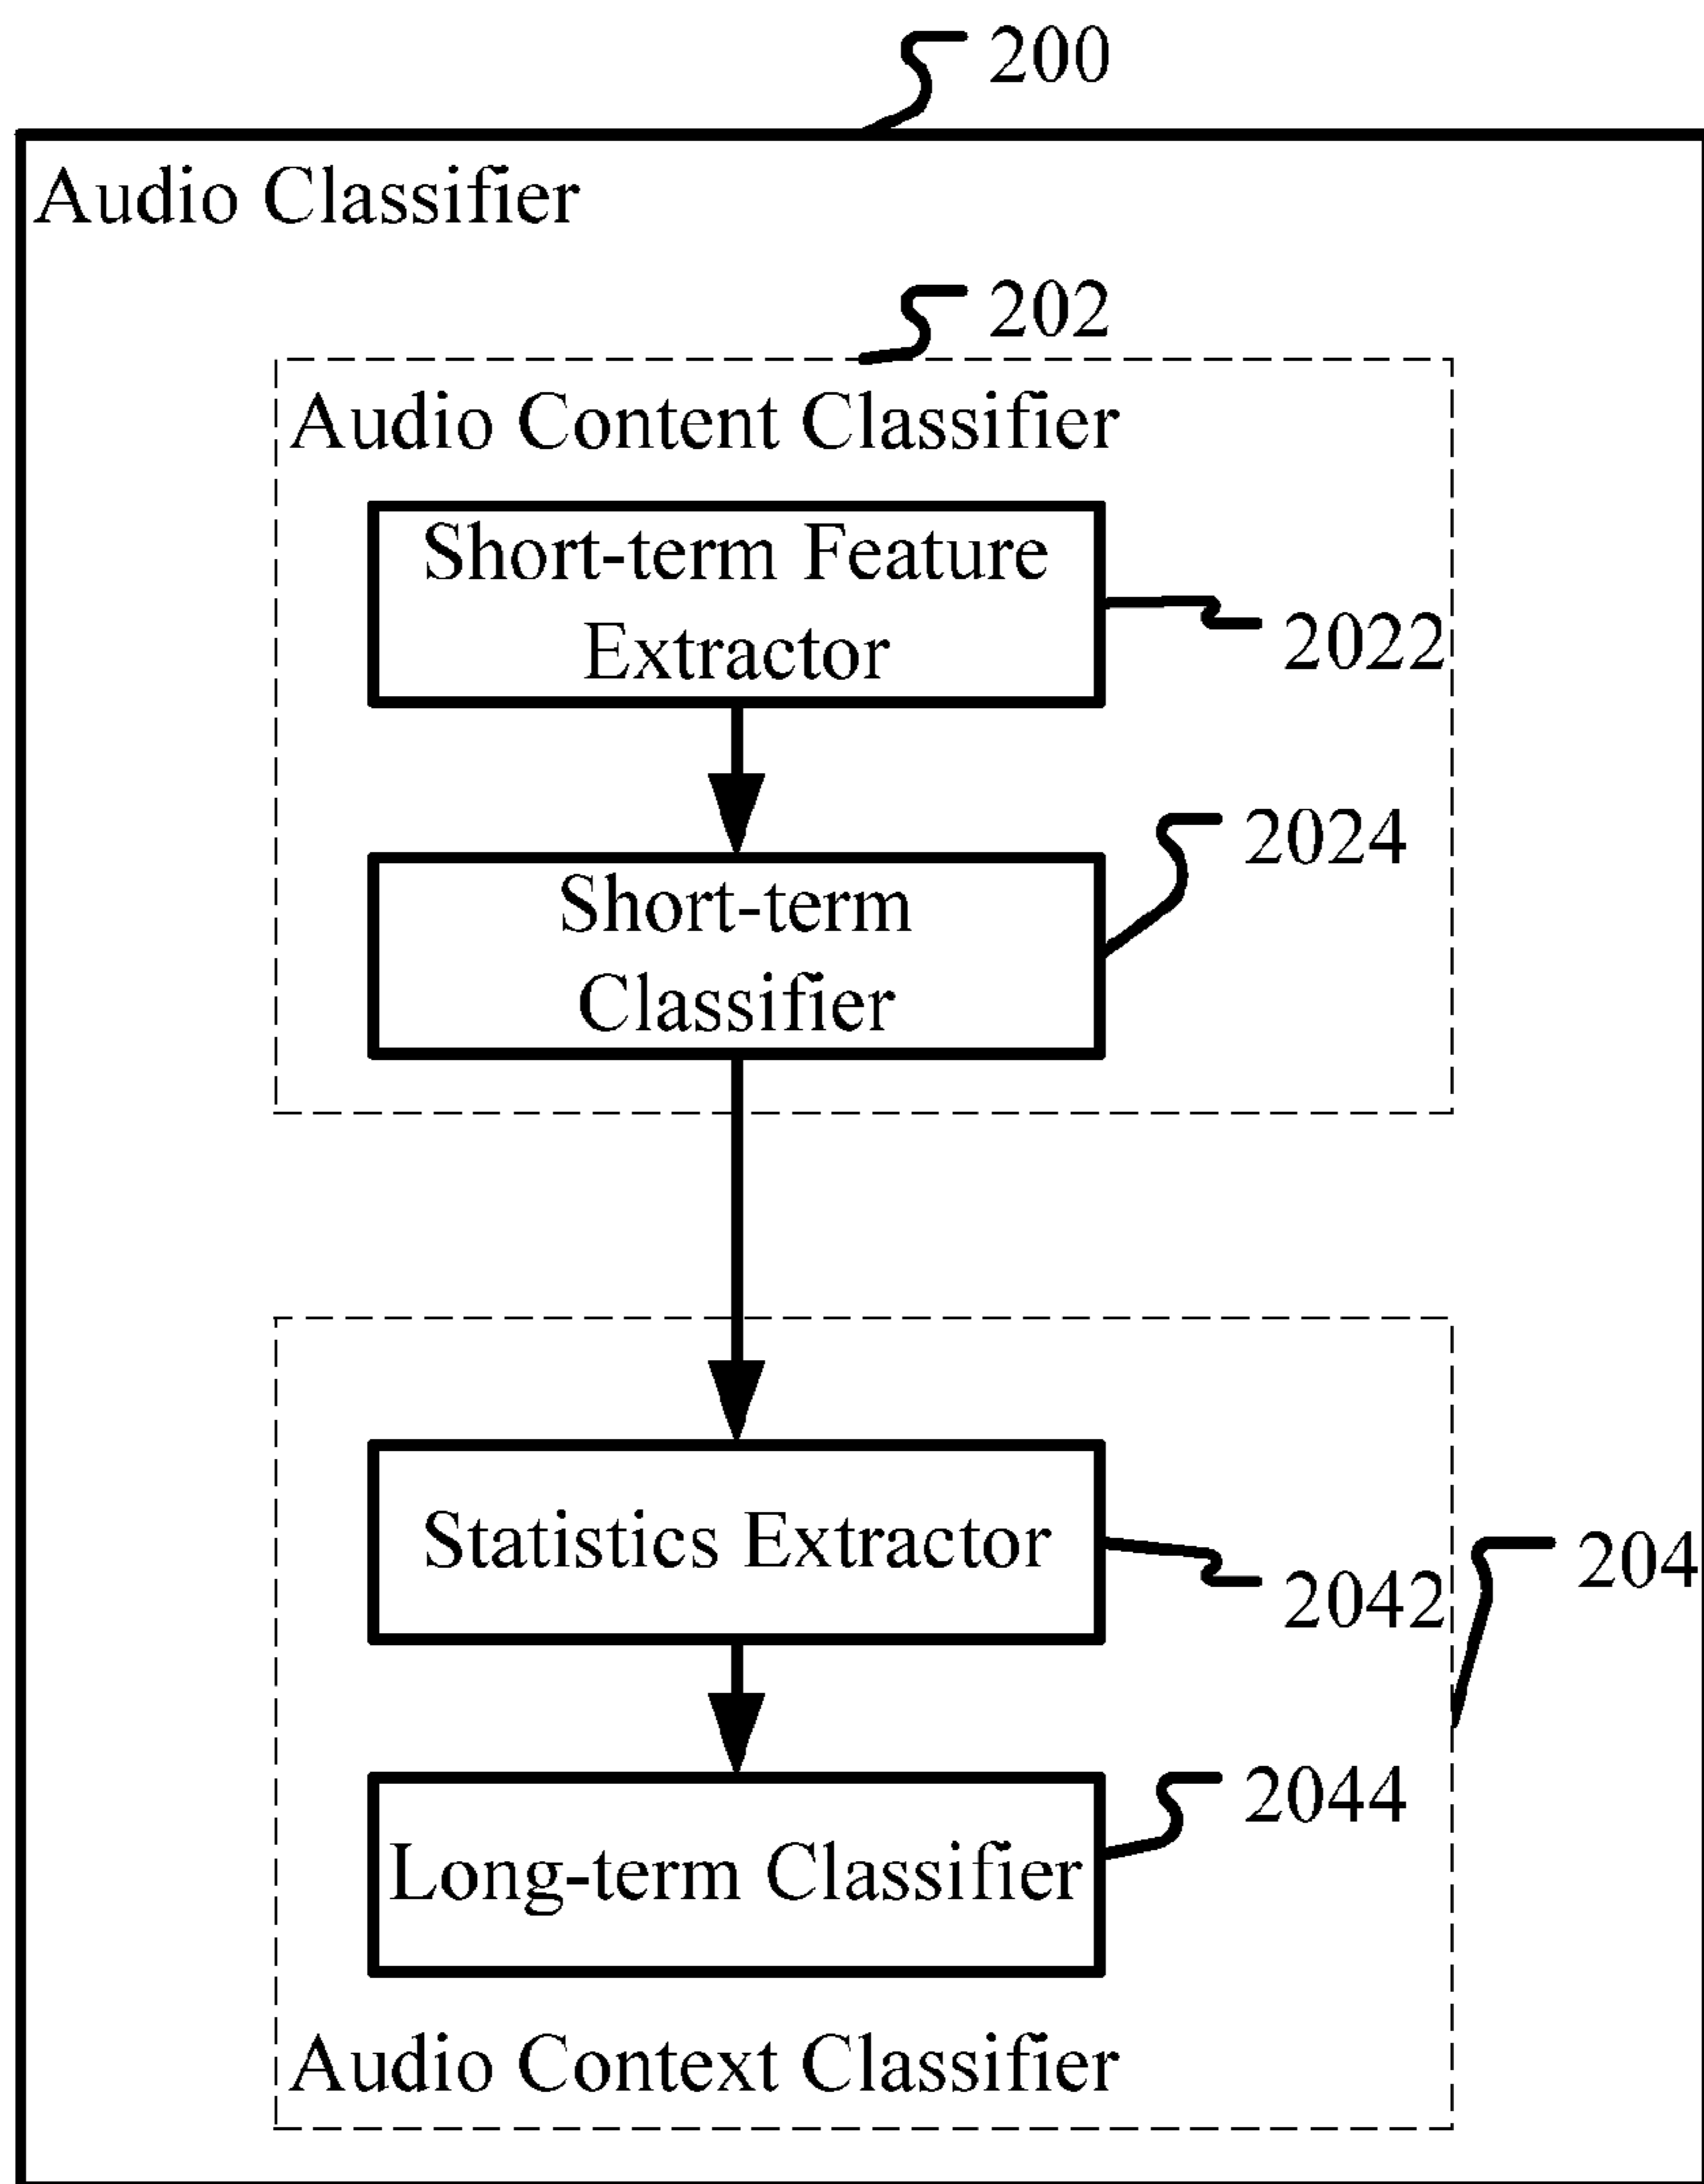 200
Audio Classifier
202
Audio Content Classifier
Short-term Feature
Extractor
2022
2024
Short-term
Classifier
Statistics Extractor
2042
204
2044
Long-term Classifier
Audio Context Classifier